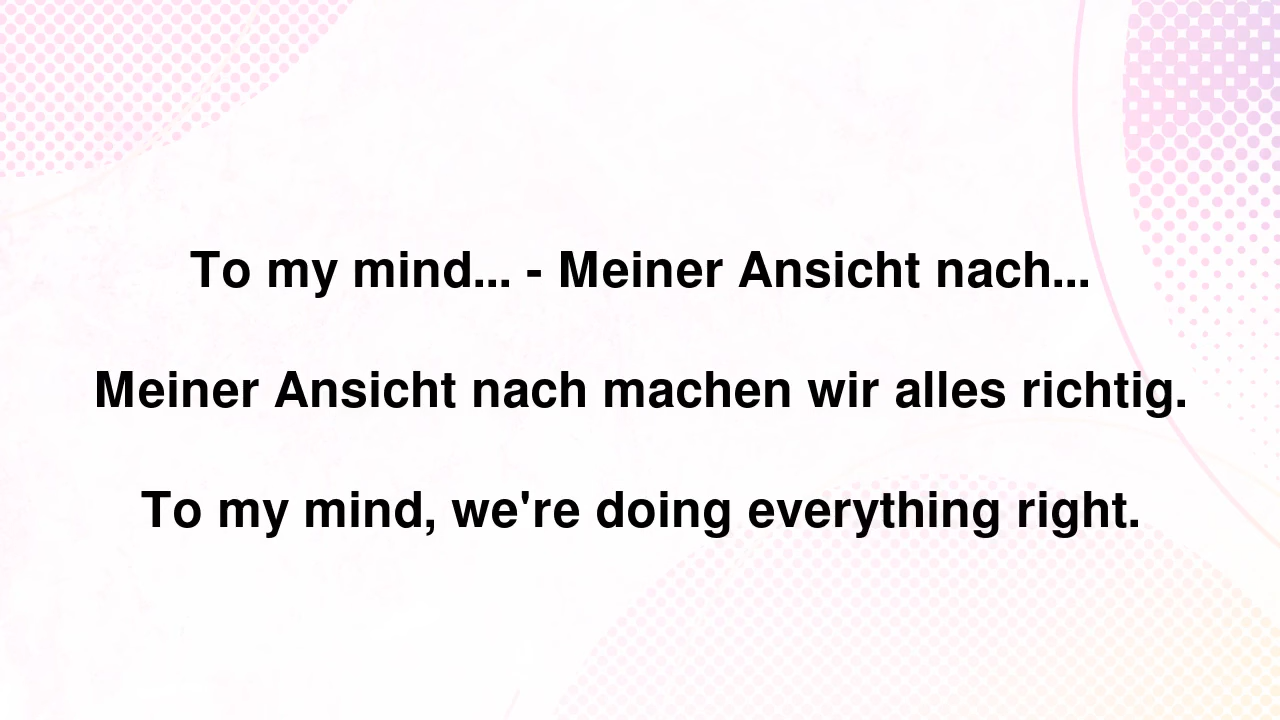 To my mind... - Meiner Ansicht nach...
Meiner Ansicht nach machen wir alles richtig.
To my mind, we're doing everything right.